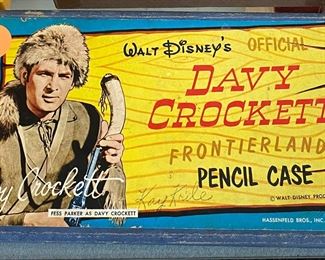 WALT DISNEY'S OFFICIAL
DAVY
CROCKETT
FRONTIERLAND
PENCIL CASE
© WALT-DISNEY PROD
Crockett
FESS PARKER AS DAVY CROCKETT
HASSENFELD BROS., INC.